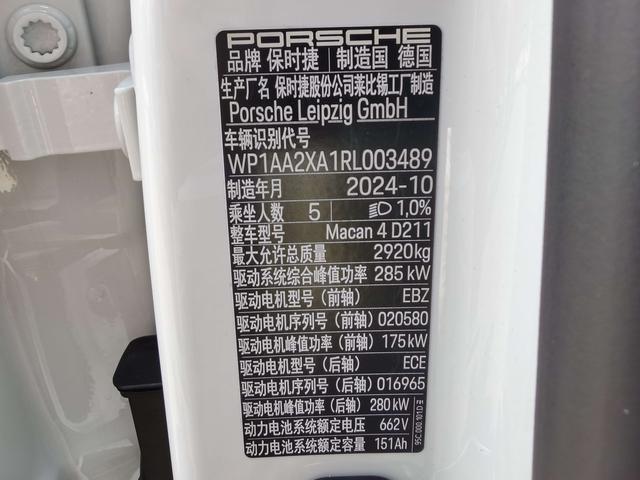 PORSCHE
品牌 保时捷 制造国 德国
生产厂名 保时捷股份公司莱比锡工厂制造
Porsche Leipzig GmbH
车辆识别代号
WP1AA2XA1RL003489
制造年月 2024-10
乘坐人数 5 1,0%
整车型号 Macan 4 D211
最大允许总质量 2920kg
驱动系统综合峰值功率 285 kW
驱动电机型号（前轴） EBZ
驱动电机序列号（前轴） 020580
驱动电机峰值功率（前轴） 175kW
驱动电机型号（后轴） ECE
驱动电机序列号（后轴） 016965
驱动电机峰值功率（后轴） 280 kW
动力电池系统额定电压 662V
动力电池系统额定容量 151Ah
95C.000.101.D